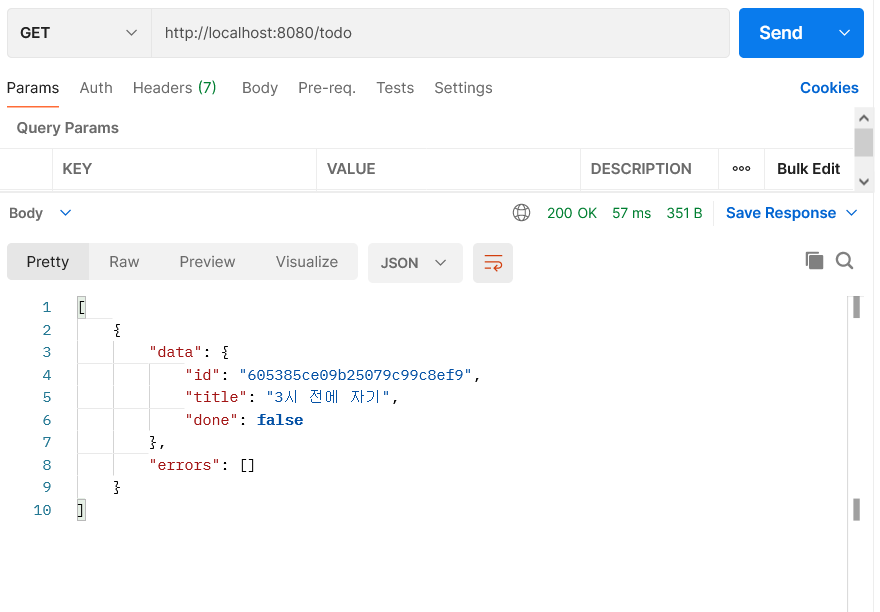 GET http://localhost:8080/todo Send
Params Auth Headers (7) Body Pre-req. Tests Settings Cookies
Query Params
KEY VALUE DESCRIPTION Bulk Edit
Body 200 OK 57 ms 351 B Save Response
Pretty Raw Preview Visualize JSON
1 [
2 {
3 "data": {
4 "id": "605385ce09b25079c99c8ef9",
5 "title": "3시 전에 자기",
6 "done": false
7 },
8 "errors": []
9 }
10 ]